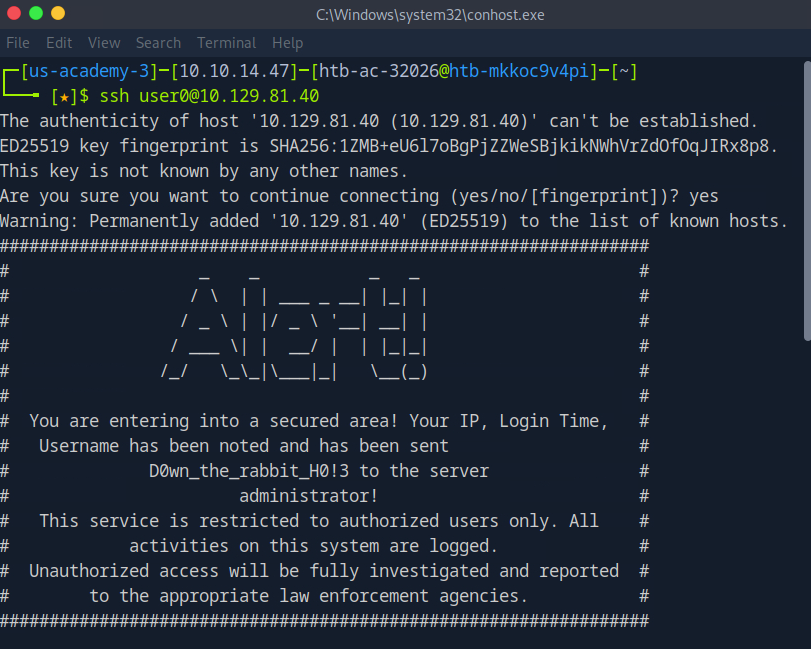 C:\Windows\system32\conhost.exe
File Edit View Search Terminal Help
┌─[us-academy-3]─[10.10.14.47]─[htb-ac-32026@htb-mkkoc9v4pi]─[~]
└──╼ [★]$ ssh user0@10.129.81.40
The authenticity of host '10.129.81.40 (10.129.81.40)' can't be established.
ED25519 key fingerprint is SHA256:1ZMB+eU6l7oBgPjZZWeSBjkikNWhVrZdOfOqJIRx8p8.
This key is not known by any other names.
Are you sure you want to continue connecting (yes/no/[fingerprint])? yes
Warning: Permanently added '10.129.81.40' (ED25519) to the list of known hosts.
#################################################################
#                   _    _           _   _                      #
#                  / \  | | ___ _ __| |_| |                     #
#                 / _ \ | |/ _ \ '__| __| |                     #
#                / ___ \| |  __/ |  | |_|_|                     #
#               /_/   \_\_|\___|_|   \__(_)                     #
#                                                               #
#  You are entering into a secured area! Your IP, Login Time,   #
#   Username has been noted and has been sent                   #
#              D0wn_the_rabbit_H0!3 to the server               #
#                       administrator!                          #
#   This service is restricted to authorized users only. All    #
#            activities on this system are logged.              #
#  Unauthorized access will be fully investigated and reported  #
#        to the appropriate law enforcement agencies.           #
#################################################################